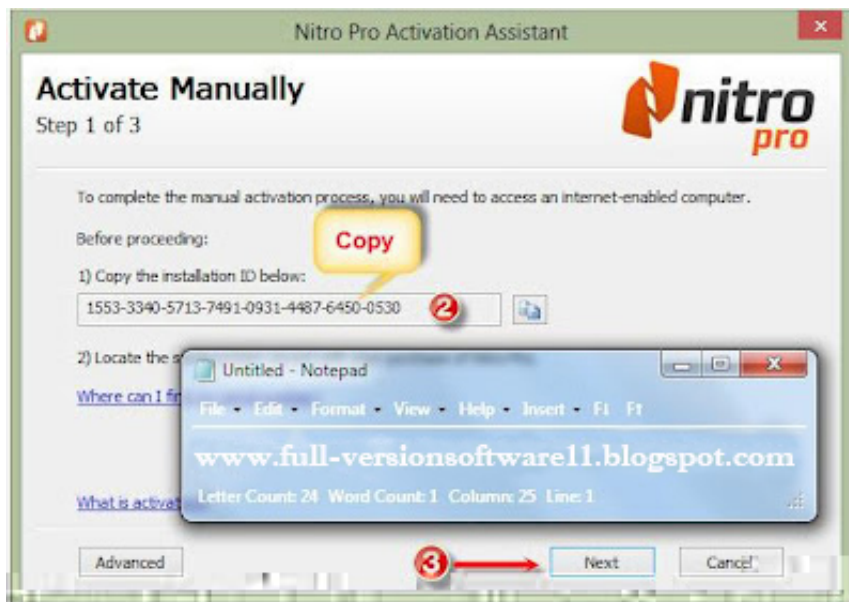 Nitro Pro Activation Assistant
Activate Manually
Step 1 of 3
nitro
pro
To complete the manual activation process, you will need to access an internet-enabled computer.
Before proceeding:
Copy
1) Copy the installation ID below:
1553-3340-5713-7491-0931-4487-6450-0530
2
2) Locate the s
Untitled - Notepad
Where can I fi
File Edit Format View Help Insert F↓ F↑
www.full-versionsoftware11.blogspot.com
Letter Count: 24 Word Count: 1 Column: 25 Line: 1
What is activat
Advanced
3
Next
Cancel